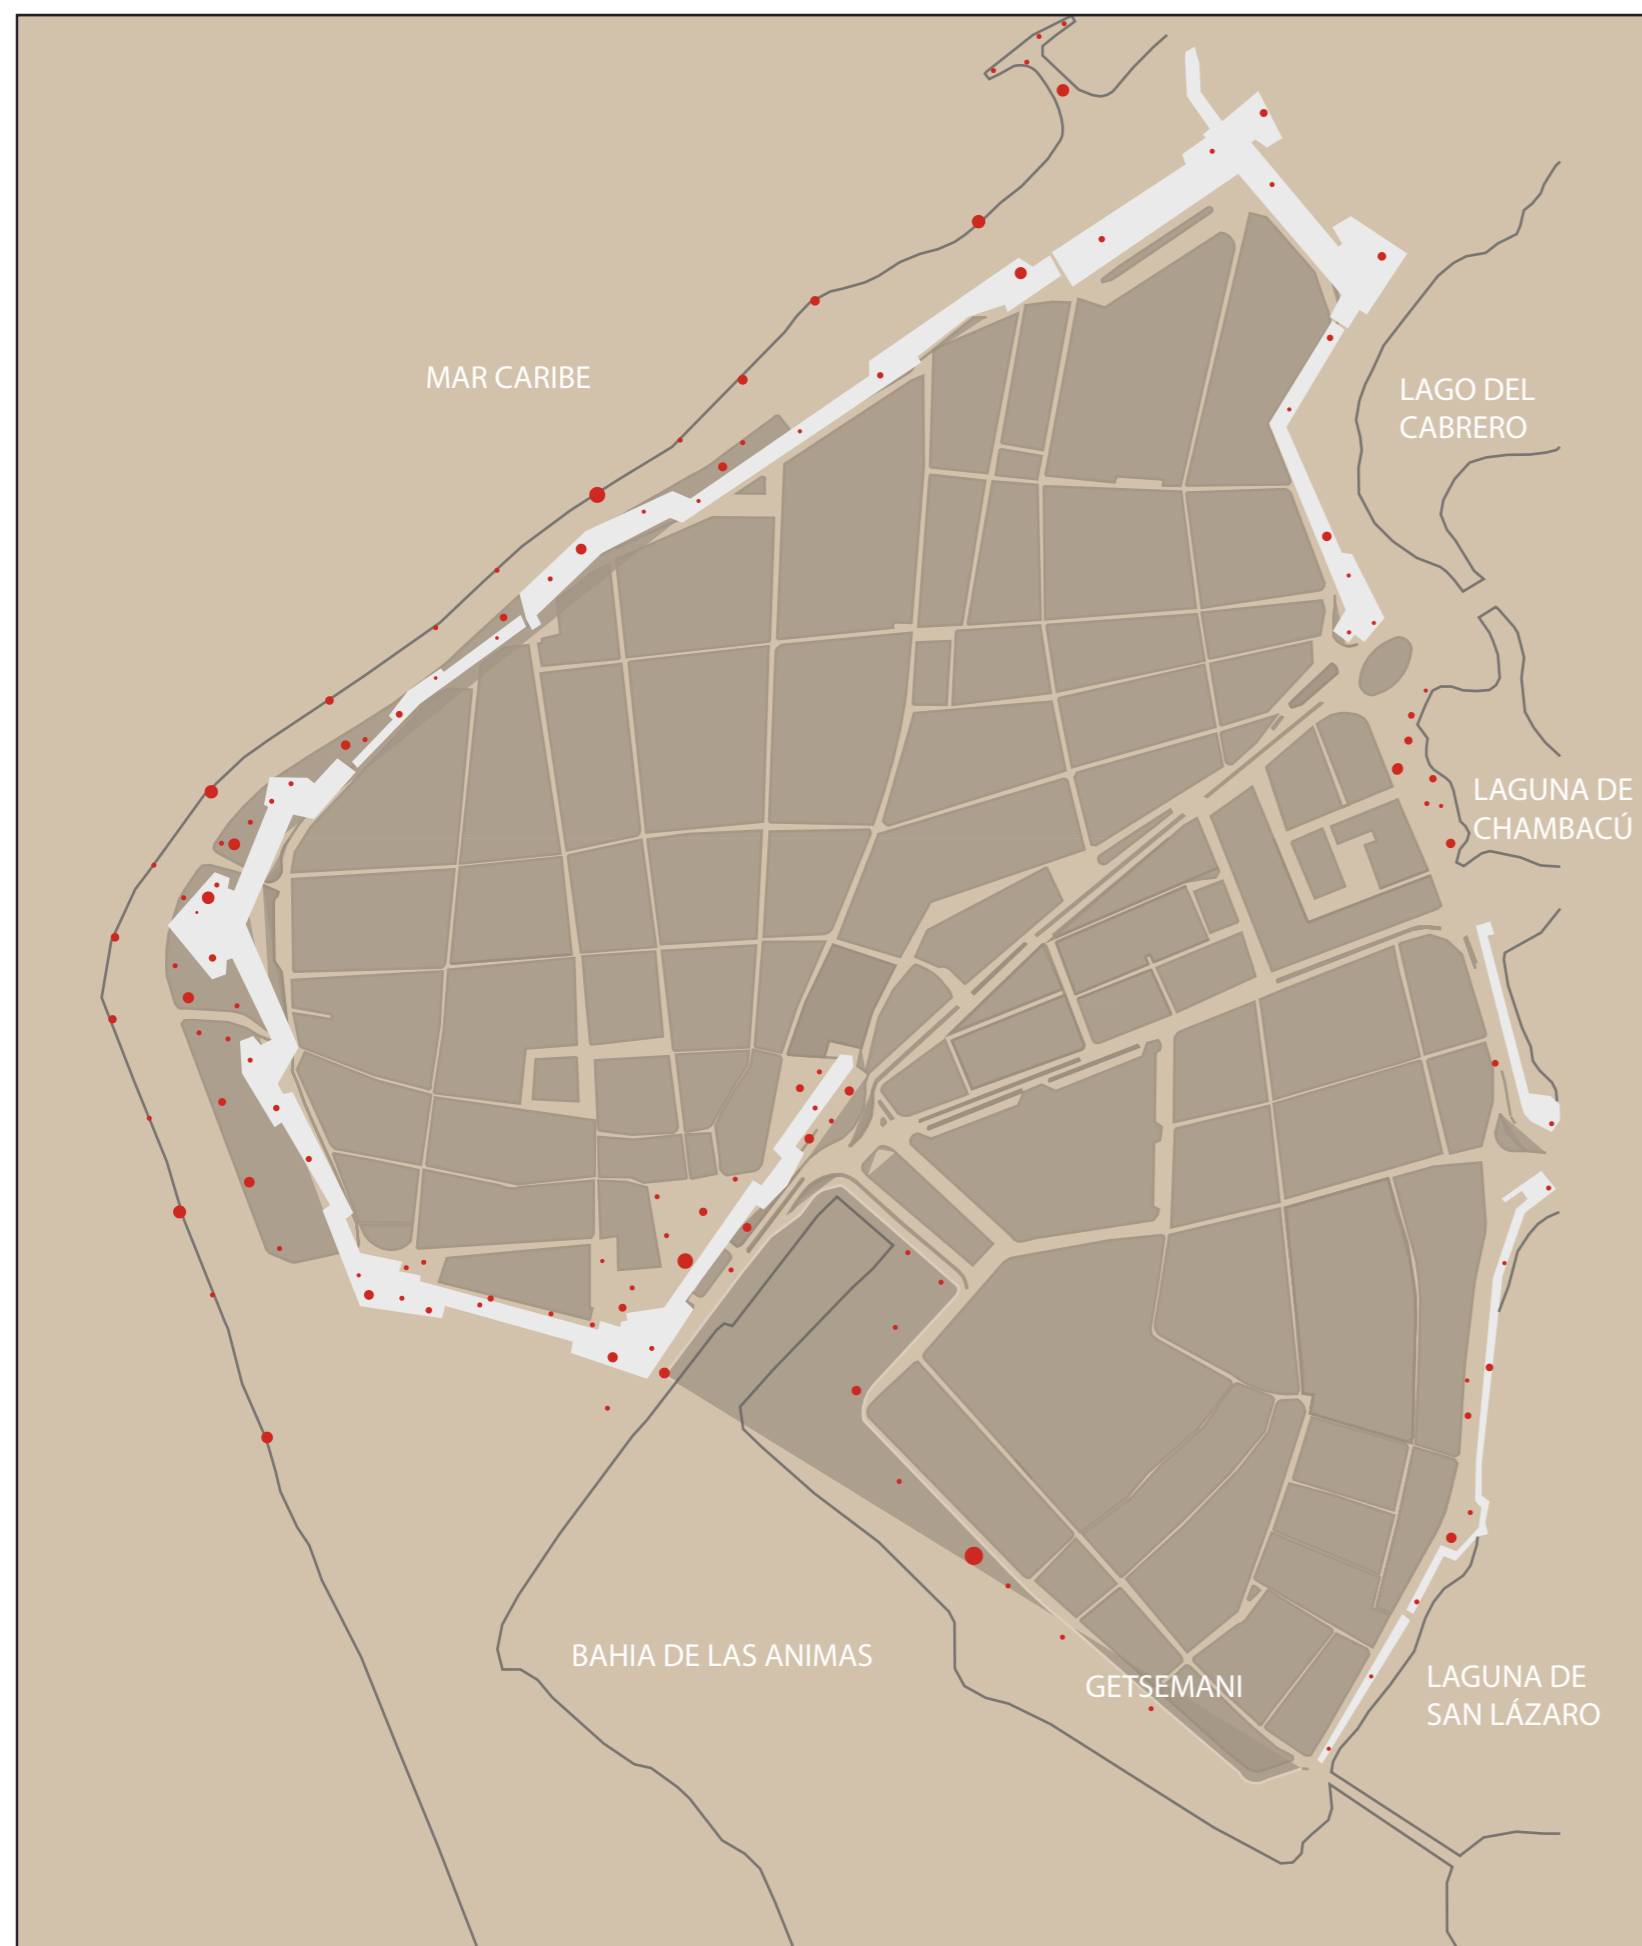 MAR CARIBE
LAGO DEL
CABRERO
LAGUNA DE
CHAMBACÚ
BAHIA DE LAS ANIMAS
GETSEMANI
LAGUNA DE
SAN LÁZARO